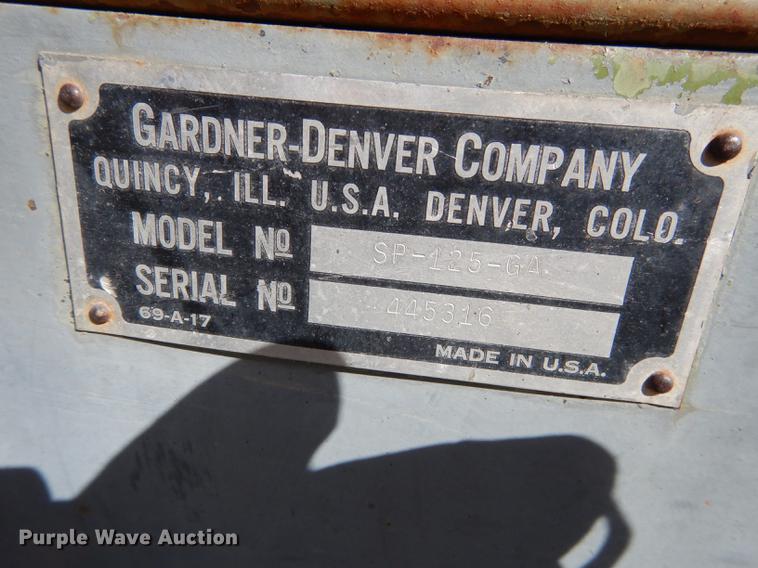 GARDNER-DENVER COMPANY
QUINCY, ILL. U.S.A. DENVER, COLO.
MODEL NO SP-125-GA
SERIAL NO 445316
69-A-17
MADE IN U.S.A.
Purple Wave Auction